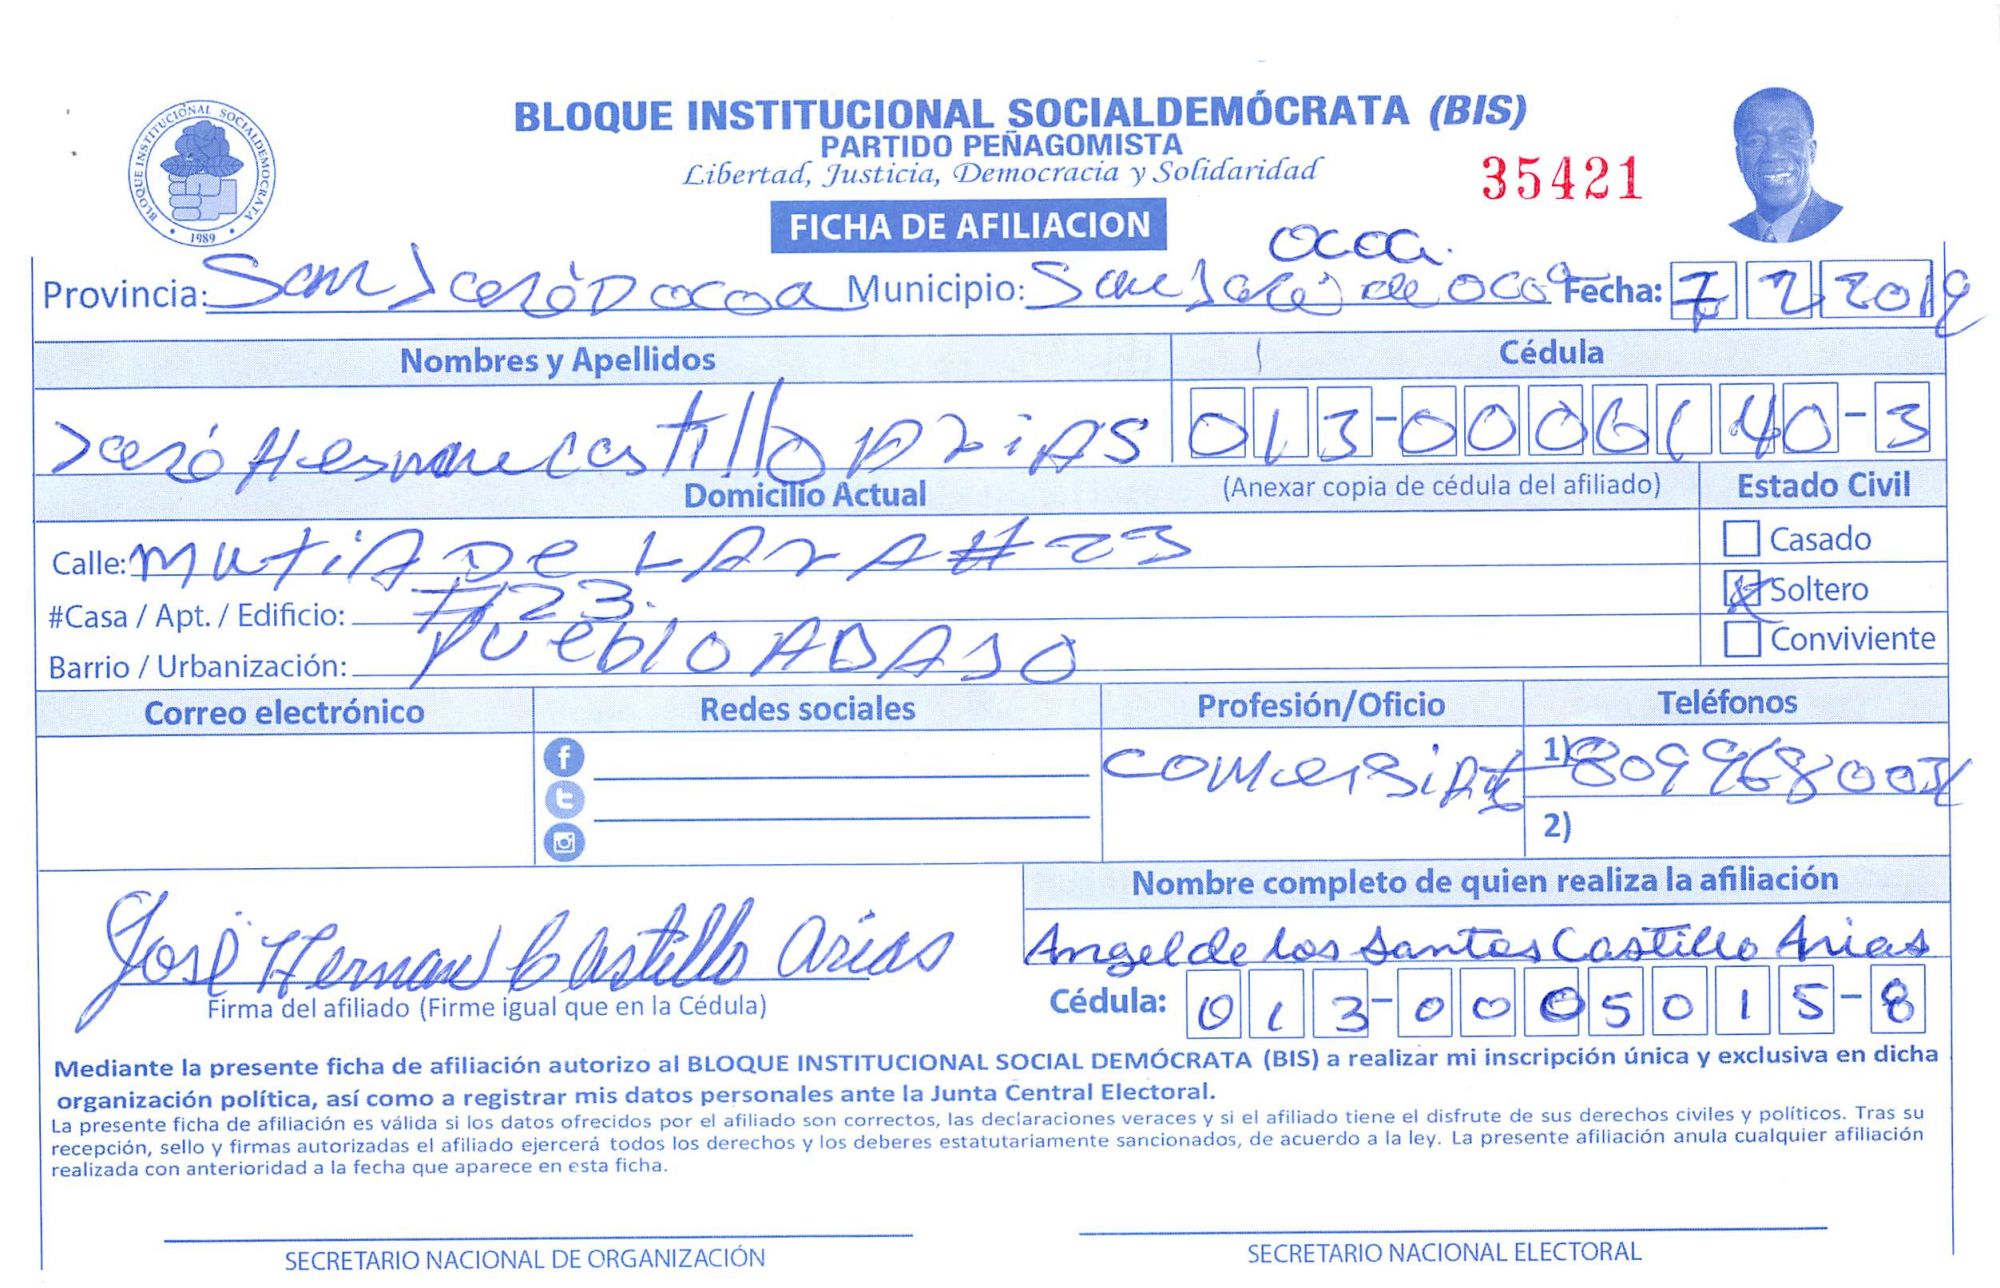 BLOQUE INSTITUCIONAL SOCIALDEMÓCRATA (BIS)
PARTIDO PEÑAGOMISTA
Libertad, Justicia, Democracia y Solidaridad
35421
BLOQUE INSTITUCIONAL SOCIALDEMOCRATA
1989
FICHA DE AFILIACION
Ocoa.
Provincia: San José D ocoa Municipio: San José de ocoa Fecha: 7 2 2019
Nombres y Apellidos Cédula
José Hernan castillo ARIAS 013-0006140-3
Domicilio Actual (Anexar copia de cédula del afiliado) Estado Civil
Calle: MUTIA DE LARA # 23 Casado
#Casa / Apt. / Edificio: #23. Soltero
Barrio / Urbanización: PUEblO ABAJO Conviviente
Correo electrónico Redes sociales Profesión/Oficio Teléfonos
comersiAte 1) 809968003
2)
Nombre completo de quien realiza la afiliación
José Hernan Castillo Arias Angel de los Santos Castillo Arias
Firma del afiliado (Firme igual que en la Cédula) Cédula: 013-0005015-8
Mediante la presente ficha de afiliación autorizo al BLOQUE INSTITUCIONAL SOCIAL DEMÓCRATA (BIS) a realizar mi inscripción única y exclusiva en dicha
organización política, así como a registrar mis datos personales ante la Junta Central Electoral.
La presente ficha de afiliación es válida si los datos ofrecidos por el afiliado son correctos, las declaraciones veraces y si el afiliado tiene el disfrute de sus derechos civiles y políticos. Tras su
recepción, sello y firmas autorizadas el afiliado ejercerá todos los derechos y los deberes estatutariamente sancionados, de acuerdo a la ley. La presente afiliación anula cualquier afiliación
realizada con anterioridad a la fecha que aparece en esta ficha.
SECRETARIO NACIONAL DE ORGANIZACIÓN SECRETARIO NACIONAL ELECTORAL